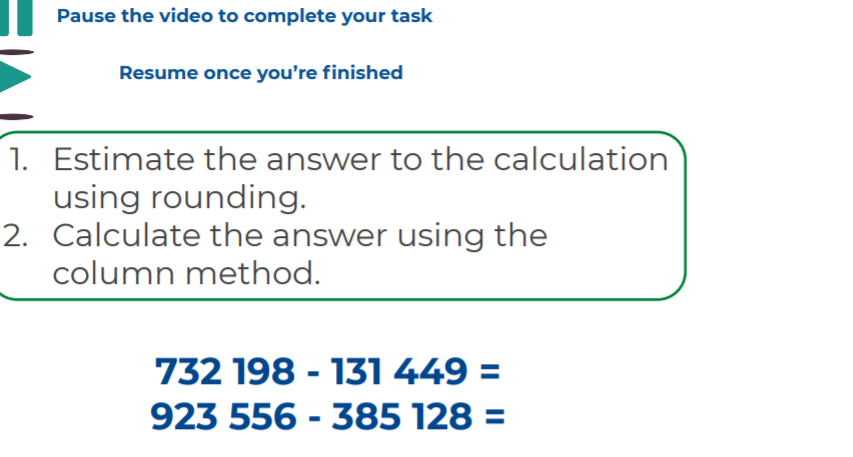 Pause the video to complete your task
Resume once you're finished
1. Estimate the answer to the calculation
using rounding.
2. Calculate the answer using the
column method.
732 198 - 131 449 =
923 556 - 385 128 =